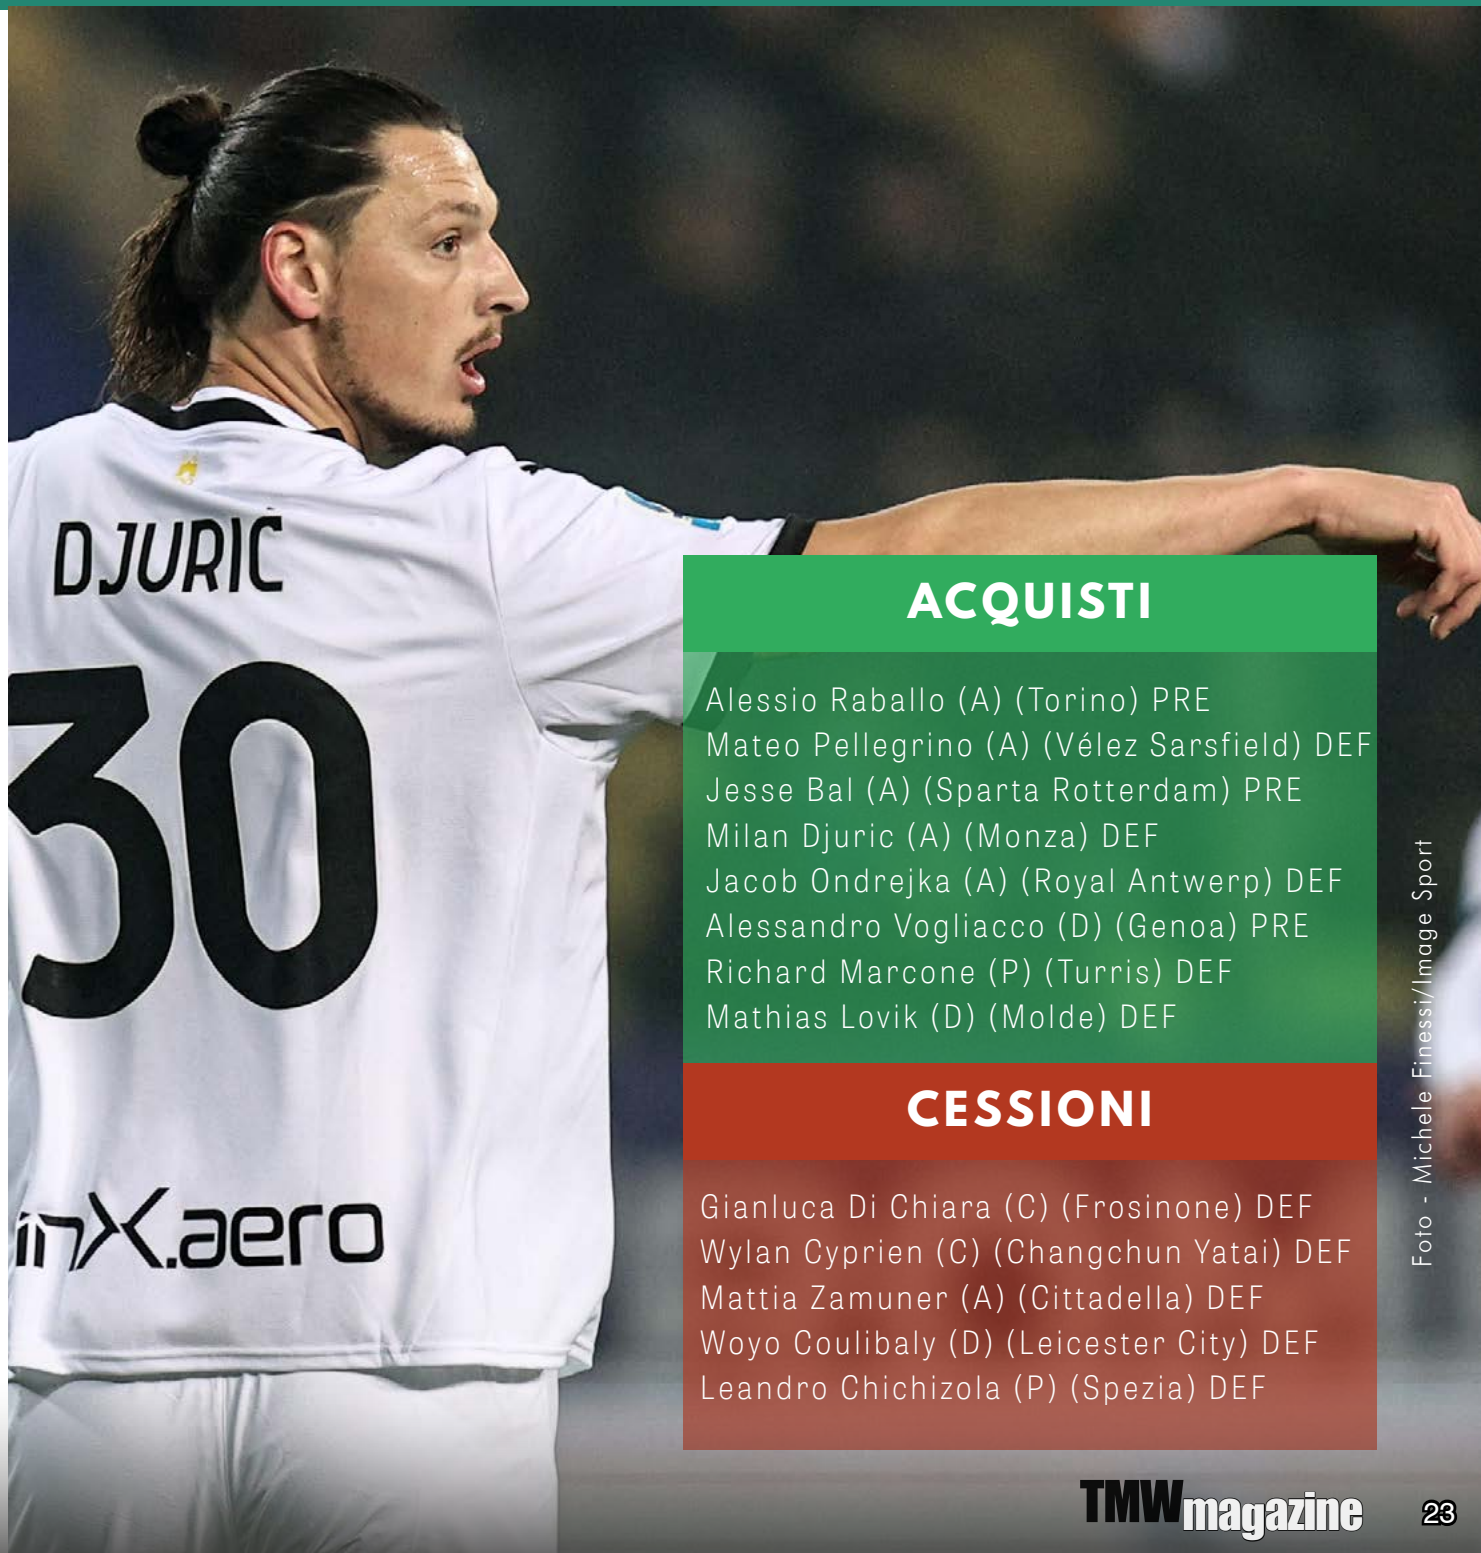 DJURIĆ
30
inX.aero
ACQUISTI
Alessio Raballo (A) (Torino) PRE
Mateo Pellegrino (A) (Vélez Sarsfield) DEF
Jesse Bal (A) (Sparta Rotterdam) PRE
Milan Djuric (A) (Monza) DEF
Jacob Ondrejka (A) (Royal Antwerp) DEF
Alessandro Vogliacco (D) (Genoa) PRE
Richard Marcone (P) (Turris) DEF
Mathias Lovik (D) (Molde) DEF
CESSIONI
Gianluca Di Chiara (C) (Frosinone) DEF
Wylan Cyprien (C) (Changchun Yatai) DEF
Mattia Zamuner (A) (Cittadella) DEF
Woyo Coulibaly (D) (Leicester City) DEF
Leandro Chichizola (P) (Spezia) DEF
Foto - Michele Finessi/Image Sport
TMWmagazine
23